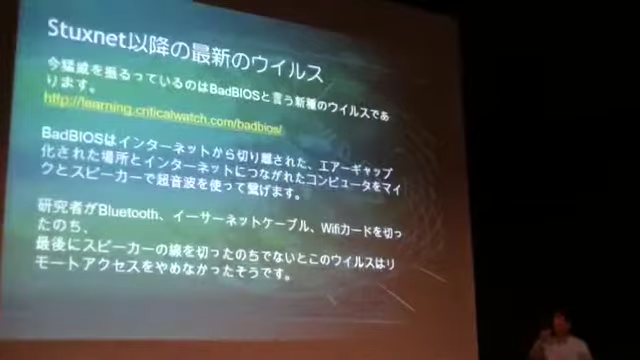 Stuxnet以降の最新のウイルス
今猛威を振るっているのはBadBIOSと言う新種のウイルスであ
ります。
http://learning.criticalwatch.com/badbios/
BadBIOSはインターネットから切り離された、エアーギャップ
化された場所とインターネットにつながれたコンピュータをマイ
クとスピーカーで超音波を使って繋げます。
研究者がBluetooth、イーサーネットケーブル、Wifiカードを切っ
たのち、
最後にスピーカーの線を切ったのちでないとこのウイルスはリ
モートアクセスをやめなかったそうです。